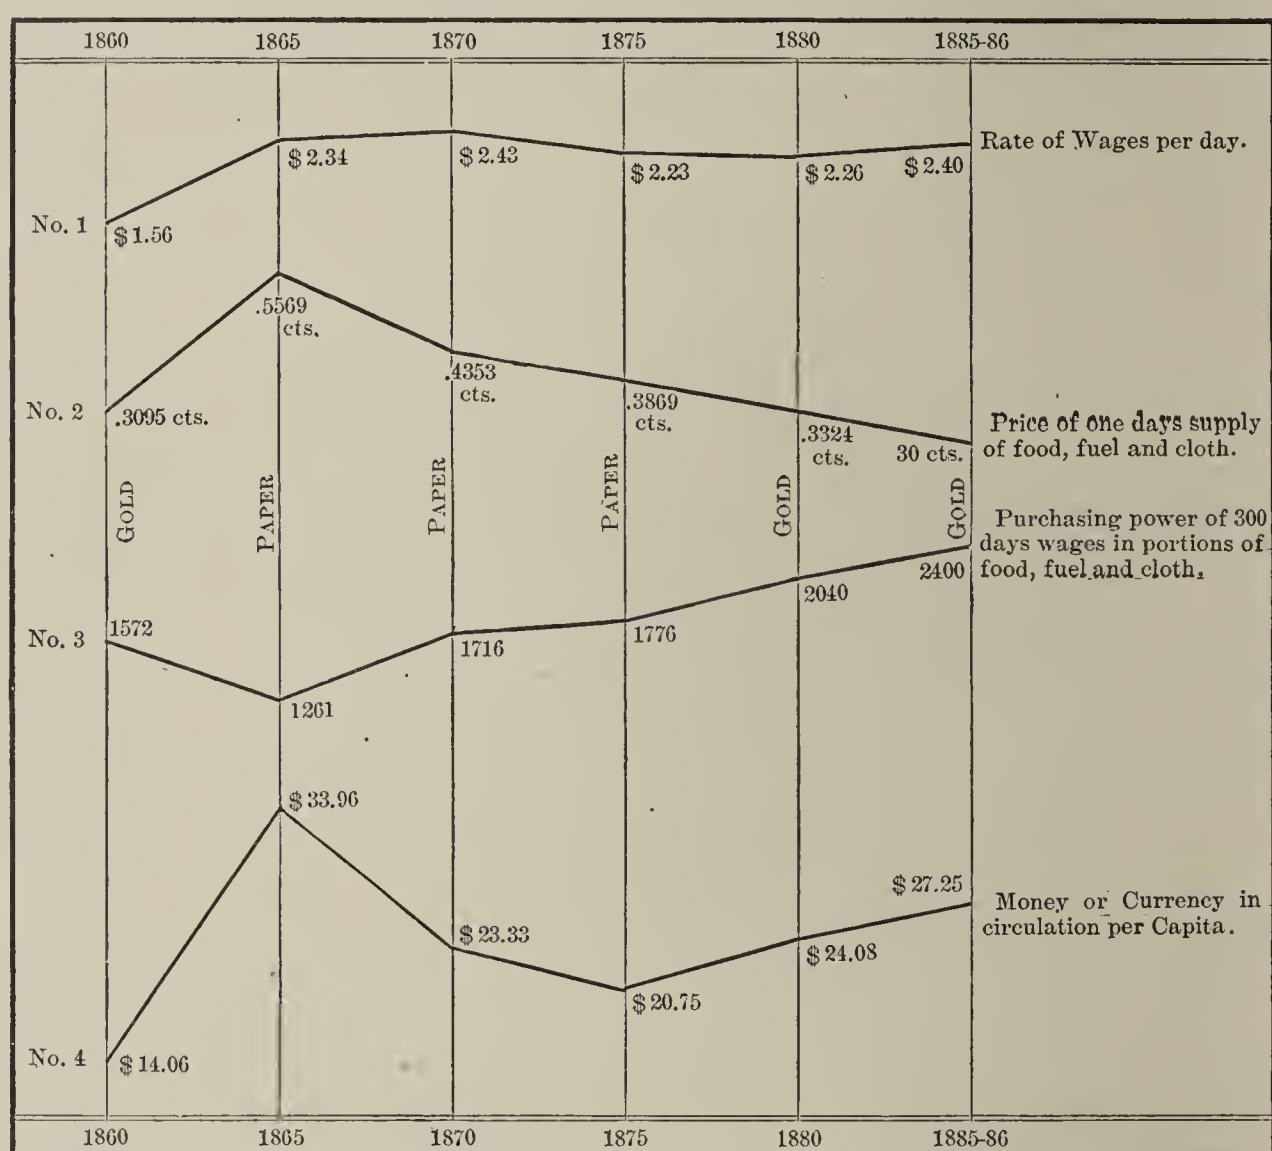 1860 1865 1870 1875 1880 1885-86
Rate of Wages per day.
No. 1
$1.56
$2.34
$2.43
$2.23
$2.26
$2.40
No. 2
.3095 cts.
.5569
cts.
.4353
cts.
.3869
cts.
.3324
cts.
30 cts.
Price of one days supply
of food, fuel and cloth.
GOLD
PAPER
PAPER
PAPER
GOLD
GOLD
Purchasing power of 300
days wages in portions of
food, fuel and cloth.
No. 3
1572
1261
1716
1776
2040
2400
No. 4
$14.06
$33.96
$23.33
$20.75
$24.08
$27.25
Money or Currency in
circulation per Capita.
1860 1865 1870 1875 1880 1885-86